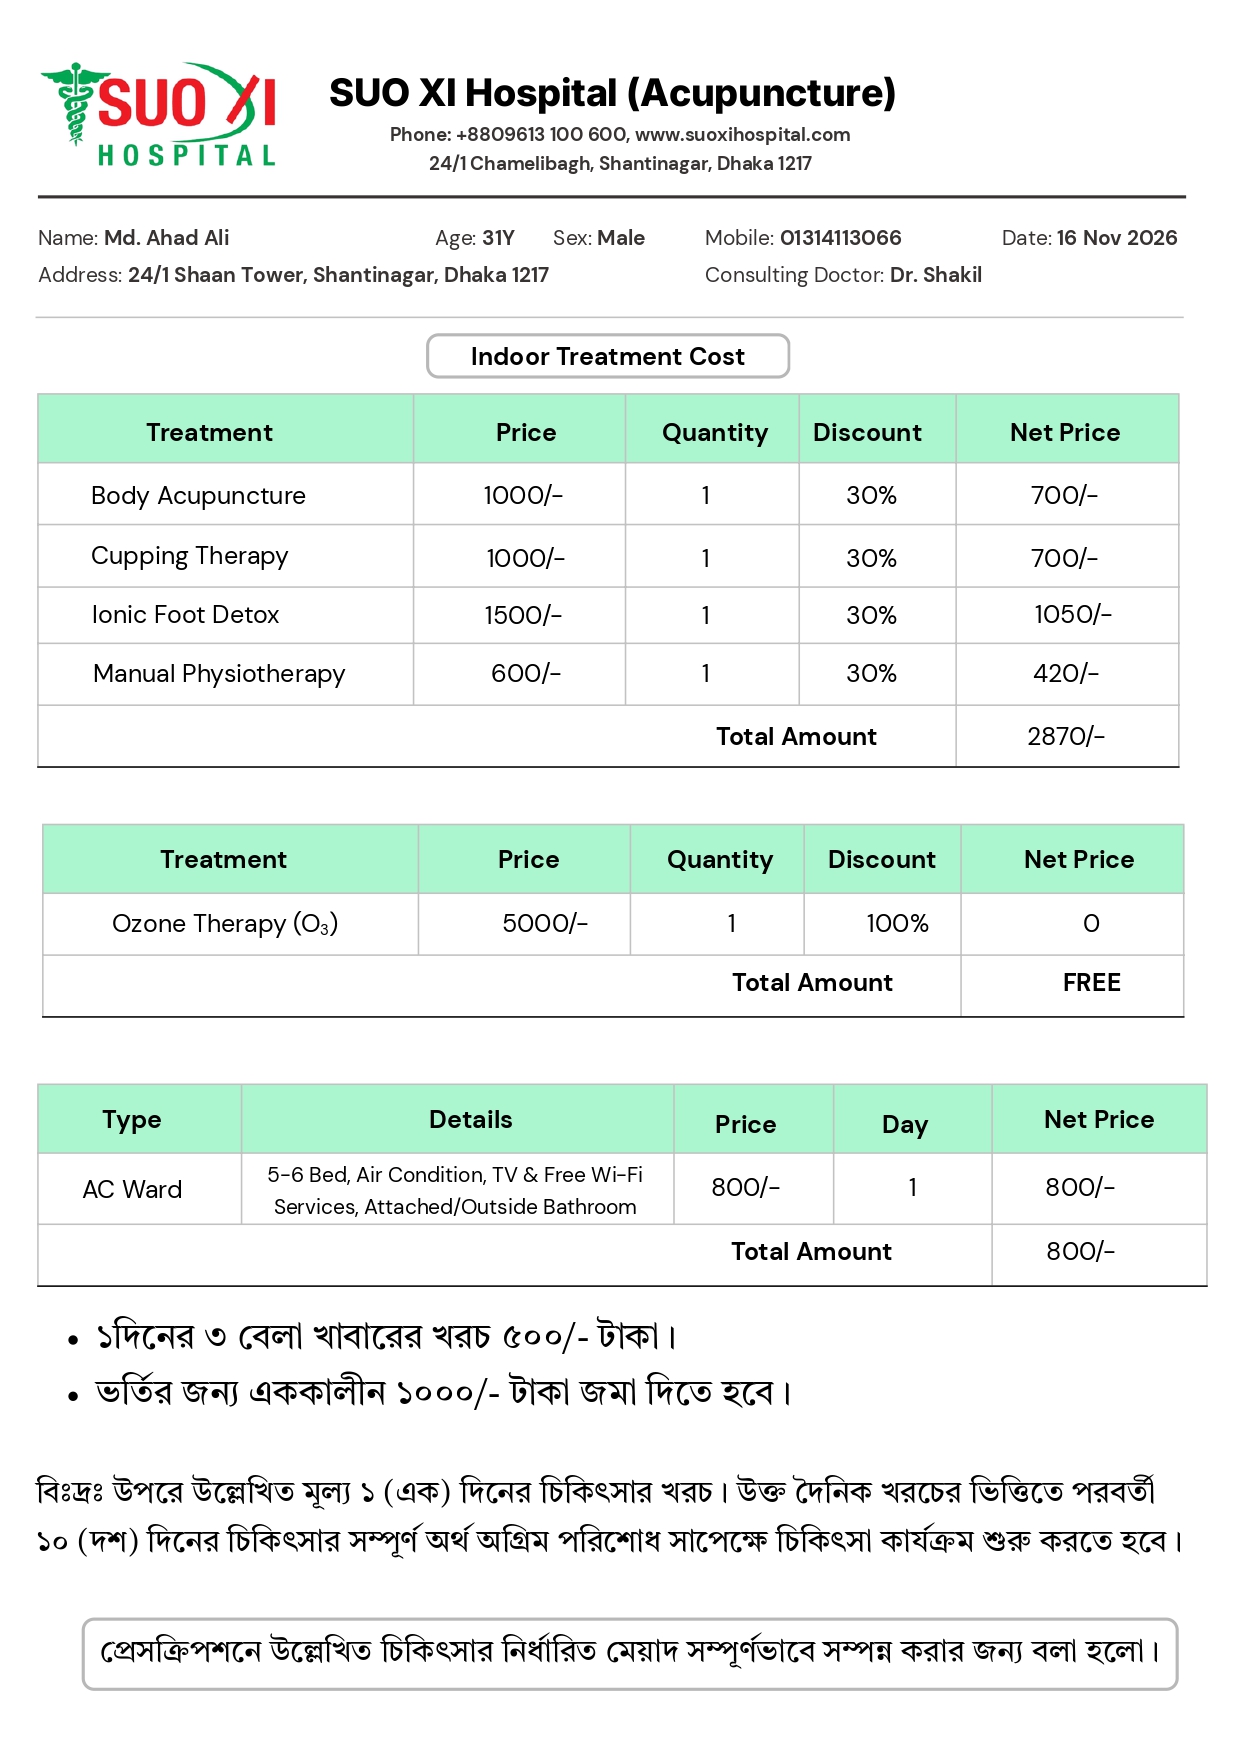 SUO XI
HOSPITAL
SUO XI Hospital (Acupuncture)
Phone: +8809613 100 600, www.suoxihospital.com
24/1 Chamelibagh, Shantinagar, Dhaka 1217
Name: Md. Ahad Ali Age: 31Y Sex: Male Mobile: 01314113066 Date: 16 Nov 2026
Address: 24/1 Shaan Tower, Shantinagar, Dhaka 1217 Consulting Doctor: Dr. Shakil
Indoor Treatment Cost
Treatment Price Quantity Discount Net Price
Body Acupuncture 1000/- 1 30% 700/-
Cupping Therapy 1000/- 1 30% 700/-
Ionic Foot Detox 1500/- 1 30% 1050/-
Manual Physiotherapy 600/- 1 30% 420/-
Total Amount 2870/-
Treatment Price Quantity Discount Net Price
Ozone Therapy (O₃) 5000/- 1 100% 0
Total Amount FREE
Type Details Price Day Net Price
AC Ward 5-6 Bed, Air Condition, TV & Free Wi-Fi 800/- 1 800/-
Services, Attached/Outside Bathroom
Total Amount 800/-
• ১দিনের ৩ বেলা খাবারের খরচ ৫০০/- টাকা।
• ভর্তির জন্য এককালীন ১০০০/- টাকা জমা দিতে হবে।
বিঃদ্রঃ উপরে উল্লেখিত মূল্য ১ (এক) দিনের চিকিৎসার খরচ। উক্ত দৈনিক খরচের ভিত্তিতে পরবর্তী
১০ (দশ) দিনের চিকিৎসার সম্পূর্ণ অর্থ অগ্রিম পরিশোধ সাপেক্ষে চিকিৎসা কার্যক্রম শুরু করতে হবে।
প্রেসক্রিপশনে উল্লেখিত চিকিৎসার নির্ধারিত মেয়াদ সম্পূর্ণভাবে সম্পন্ন করার জন্য বলা হলো।